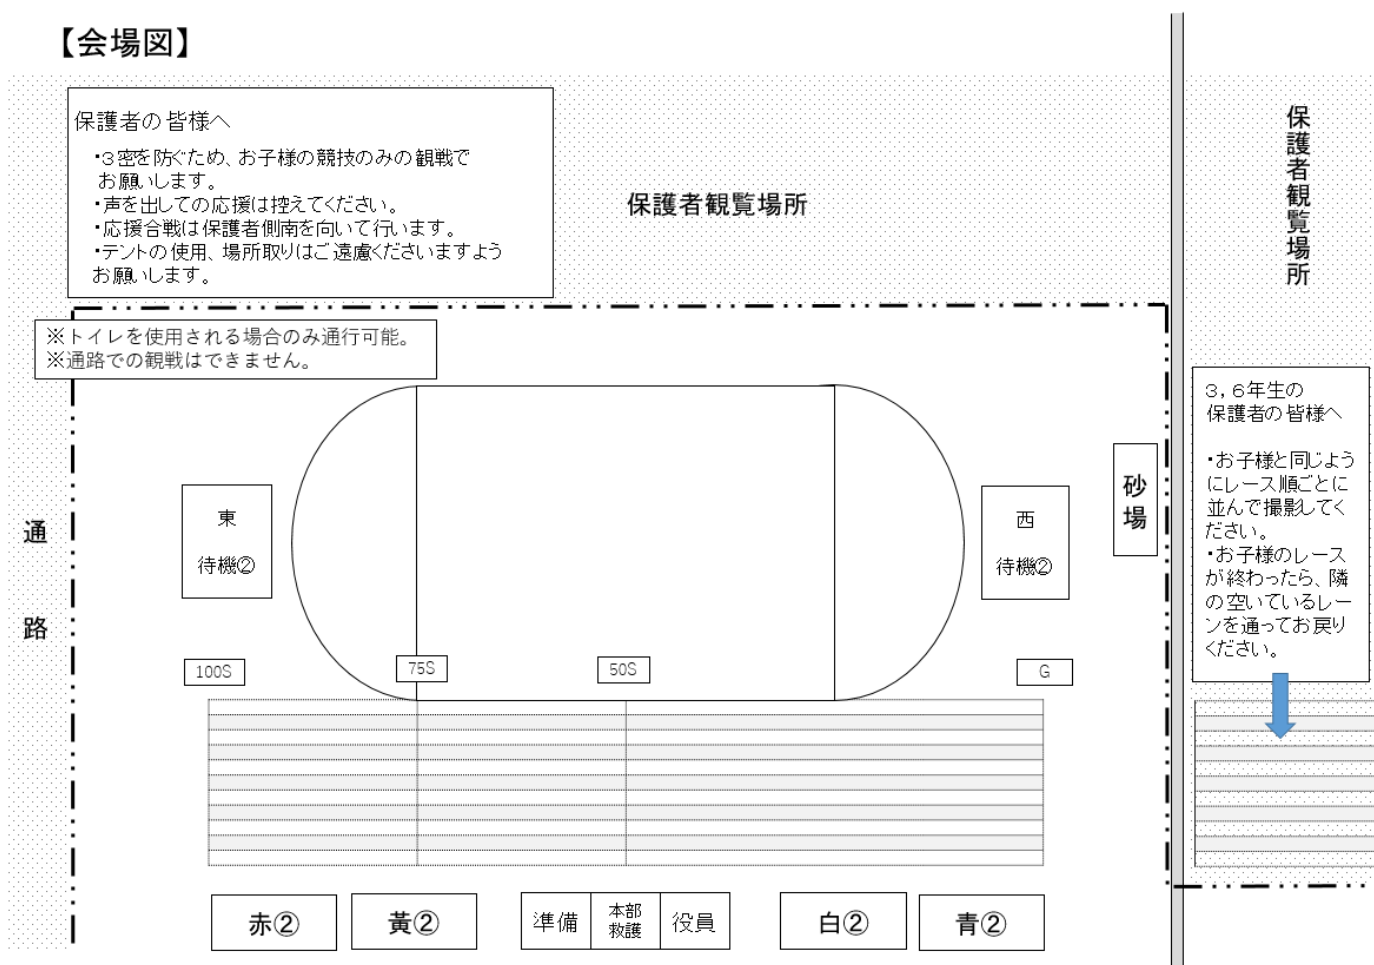 【会場図】
保護者の皆様へ
・3密を防ぐため、お子様の競技のみの観戦で
お願いします。
・声を出しての応援は控えてください。
・応援合戦は保護者側南を向いて行います。
・テントの使用、場所取りはご遠慮くださいますよう
お願いします。
保護者観覧場所
保護者観覧場所
※トイレを使用される場合のみ通行可能。
※通路での観戦はできません。
3,6年生の
保護者の皆様へ
・お子様と同じよう
にレース順ごとに
並んで撮影してく
ださい。
・お子様のレース
が終わったら、隣
の空いているレー
ンを通ってお戻り
ください。
通路
東
待機②
西
待機②
砂場
100S
75S
50S
G
赤②
黄②
準備
本部
救護
役員
白②
青②